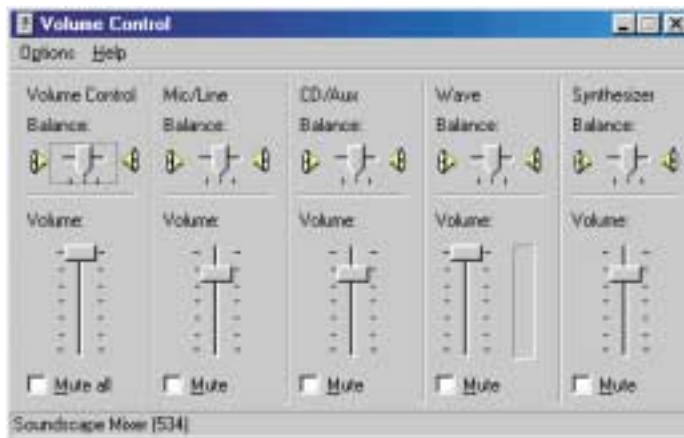 Volume Control
Options Help
Volume Control Mic/Line CD/Aux Wave Synthesizer
Balance: Balance: Balance: Balance: Balance:
Volume: Volume: Volume: Volume: Volume:
Mute all Mute Mute Mute Mute
Soundscape Mixer (534)